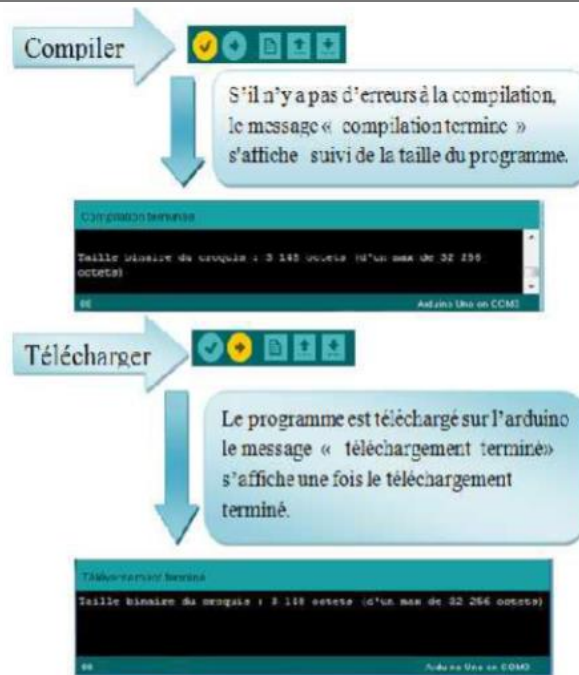 Compiler
S'il n'y a pas d'erreurs à la compilation,
le message « compilation termine »
s'affiche suivi de la taille du programme.
Compilation terminée
Taille binaire du croquis : 3 148 octets (d'un max de 32 256
octets)
Arduino Uno on COM3
Télécharger
Le programme est téléchargé sur l'arduino
le message « téléchargement terminé»
s'affiche une fois le téléchargement
terminé.
Téléversement terminé
Taille binaire du croquis : 3 148 octets (d'un max de 32 256 octets)
Arduino Uno on COM3